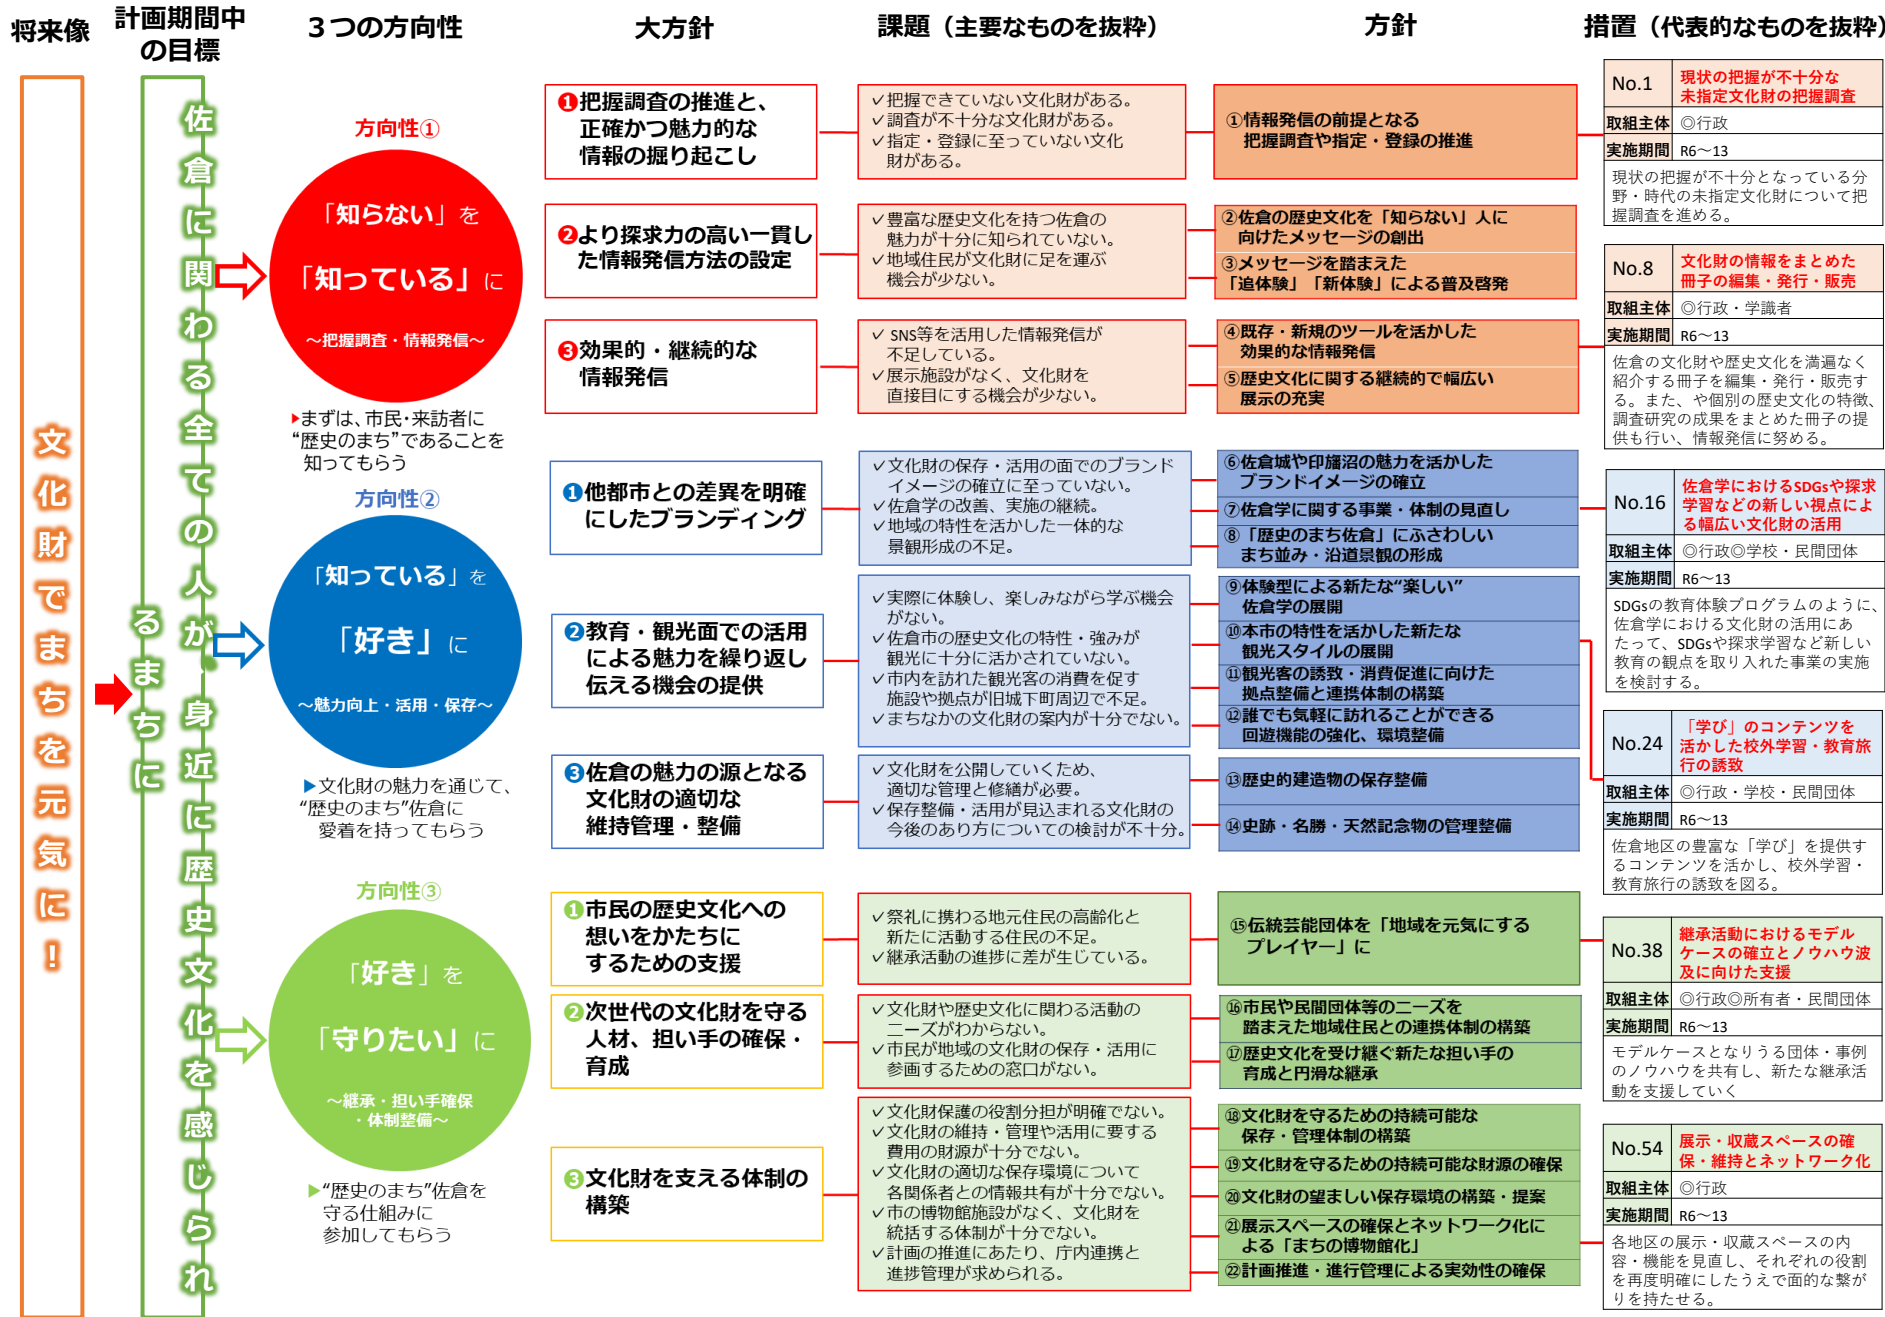 将来像
計画期間中
の目標
３つの方向性
大方針
課題（主要なものを抜粋）
方針
措置（代表的なものを抜粋）
文化財でまちを元気に！
佐倉に関わる全ての人が、身近に歴史文化を感じられ
るまちに
方向性①
「知らない」を
「知っている」に
～把握調査・情報発信～
▶まずは、市民・来訪者に
“歴史のまち”であることを
知ってもらう
❶把握調査の推進と、
正確かつ魅力的な
情報の掘り起こし
✓把握できていない文化財がある。
✓調査が不十分な文化財がある。
✓指定・登録に至っていない文化
財がある。
①情報発信の前提となる
把握調査や指定・登録の推進
❷より探求力の高い一貫し
た情報発信方法の設定
✓豊富な歴史文化を持つ佐倉の
魅力が十分に知られていない。
✓地域住民が文化財に足を運ぶ
機会が少ない。
②佐倉の歴史文化を「知らない」人に
向けたメッセージの創出
③メッセージを踏まえた
「追体験」「新体験」による普及啓発
❸効果的・継続的な
情報発信
✓ SNS等を活用した情報発信が
不足している。
✓展示施設がなく、文化財を
直接目にする機会が少ない。
④既存・新規のツールを活かした
効果的な情報発信
⑤歴史文化に関する継続的で幅広い
展示の充実
No.1
現状の把握が不十分な
未指定文化財の把握調査
取組主体 ◎行政
実施期間 R6～13
現状の把握が不十分となっている分
野・時代の未指定文化財について把
握調査を進める。
No.8
文化財の情報をまとめた
冊子の編集・発行・販売
取組主体 ◎行政・学識者
実施期間 R6～13
佐倉の文化財や歴史文化を満遍なく
紹介する冊子を編集・発行・販売す
る。また、や個別の歴史文化の特徴、
調査研究の成果をまとめた冊子の提
供も行い、情報発信に努める。
方向性②
「知っている」を
「好き」に
～魅力向上・活用・保存～
▶文化財の魅力を通じて、
“歴史のまち”佐倉に
愛着を持ってもらう
❶他都市との差異を明確
にしたブランディング
✓文化財の保存・活用の面でのブランド
イメージの確立に至っていない。
✓佐倉学の改善、実施の継続。
✓地域の特性を活かした一体的な
景観形成の不足。
⑥佐倉城や印旛沼の魅力を活かした
ブランドイメージの確立
⑦佐倉学に関する事業・体制の見直し
⑧「歴史のまち佐倉」にふさわしい
まち並み・沿道景観の形成
❷教育・観光面での活用
による魅力を繰り返し
伝える機会の提供
✓実際に体験し、楽しみながら学ぶ機会
がない。
✓佐倉市の歴史文化の特性・強みが
観光に十分に活かされていない。
✓市内を訪れた観光客の消費を促す
施設や拠点が旧城下町周辺で不足。
✓まちなかの文化財の案内が十分でない。
⑨体験型による新たな“楽しい”
佐倉学の展開
⑩本市の特性を活かした新たな
観光スタイルの展開
⑪観光客の誘致・消費促進に向けた
拠点整備と連携体制の構築
⑫誰でも気軽に訪れることができる
回遊機能の強化、環境整備
❸佐倉の魅力の源となる
文化財の適切な
維持管理・整備
✓文化財を公開していくため、
適切な管理と修繕が必要。
✓保存整備・活用が見込まれる文化財の
今後のあり方についての検討が不十分。
⑬歴史的建造物の保存整備
⑭史跡・名勝・天然記念物の管理整備
No.16
佐倉学におけるSDGsや探求
学習などの新しい視点によ
る幅広い文化財の活用
取組主体 ◎行政◎学校・民間団体
実施期間 R6～13
SDGsの教育体験プログラムのように、
佐倉学における文化財の活用にあ
たって、SDGsや探求学習など新しい
教育の観点を取り入れた事業の実施
を検討する。
No.24
「学び」のコンテンツを
活かした校外学習・教育旅
行の誘致
取組主体 ◎行政・学校・民間団体
実施期間 R6～13
佐倉地区の豊富な「学び」を提供す
るコンテンツを活かし、校外学習・
教育旅行の誘致を図る。
方向性③
「好き」を
「守りたい」に
～継承・担い手確保
・体制整備～
▶“歴史のまち”佐倉を
守る仕組みに
参加してもらう
❶市民の歴史文化への
想いをかたちに
するための支援
✓祭礼に携わる地元住民の高齢化と
新たに活動する住民の不足。
✓継承活動の進捗に差が生じている。
⑮伝統芸能団体を「地域を元気にする
プレイヤー」に
❷次世代の文化財を守る
人材、担い手の確保・
育成
✓文化財や歴史文化に関わる活動の
ニーズがわからない。
✓市民が地域の文化財の保存・活用に
参画するための窓口がない。
⑯市民や民間団体等のニーズを
踏まえた地域住民との連携体制の構築
⑰歴史文化を受け継ぐ新たな担い手の
育成と円滑な継承
❸文化財を支える体制の
構築
✓文化財保護の役割分担が明確でない。
✓文化財の維持・管理や活用に要する
費用の財源が十分でない。
✓文化財の適切な保存環境について
各関係者との情報共有が十分でない。
✓市の博物館施設がなく、文化財を
統括する体制が十分でない。
✓計画の推進にあたり、庁内連携と
進捗管理が求められる。
⑱文化財を守るための持続可能な
保存・管理体制の構築
⑲文化財を守るための持続可能な財源の確保
⑳文化財の望ましい保存環境の構築・提案
㉑展示スペースの確保とネットワーク化に
よる「まちの博物館化」
㉒計画推進・進行管理による実効性の確保
No.38
継承活動におけるモデル
ケースの確立とノウハウ波
及に向けた支援
取組主体 ◎行政◎所有者・民間団体
実施期間 R6～13
モデルケースとなりうる団体・事例
のノウハウを共有し、新たな継承活
動を支援していく
No.54
展示・収蔵スペースの確
保・維持とネットワーク化
取組主体 ◎行政
実施期間 R6～13
各地区の展示・収蔵スペースの内
容・機能を見直し、それぞれの役割
を再度明確にしたうえで面的な繋が
りを持たせる。